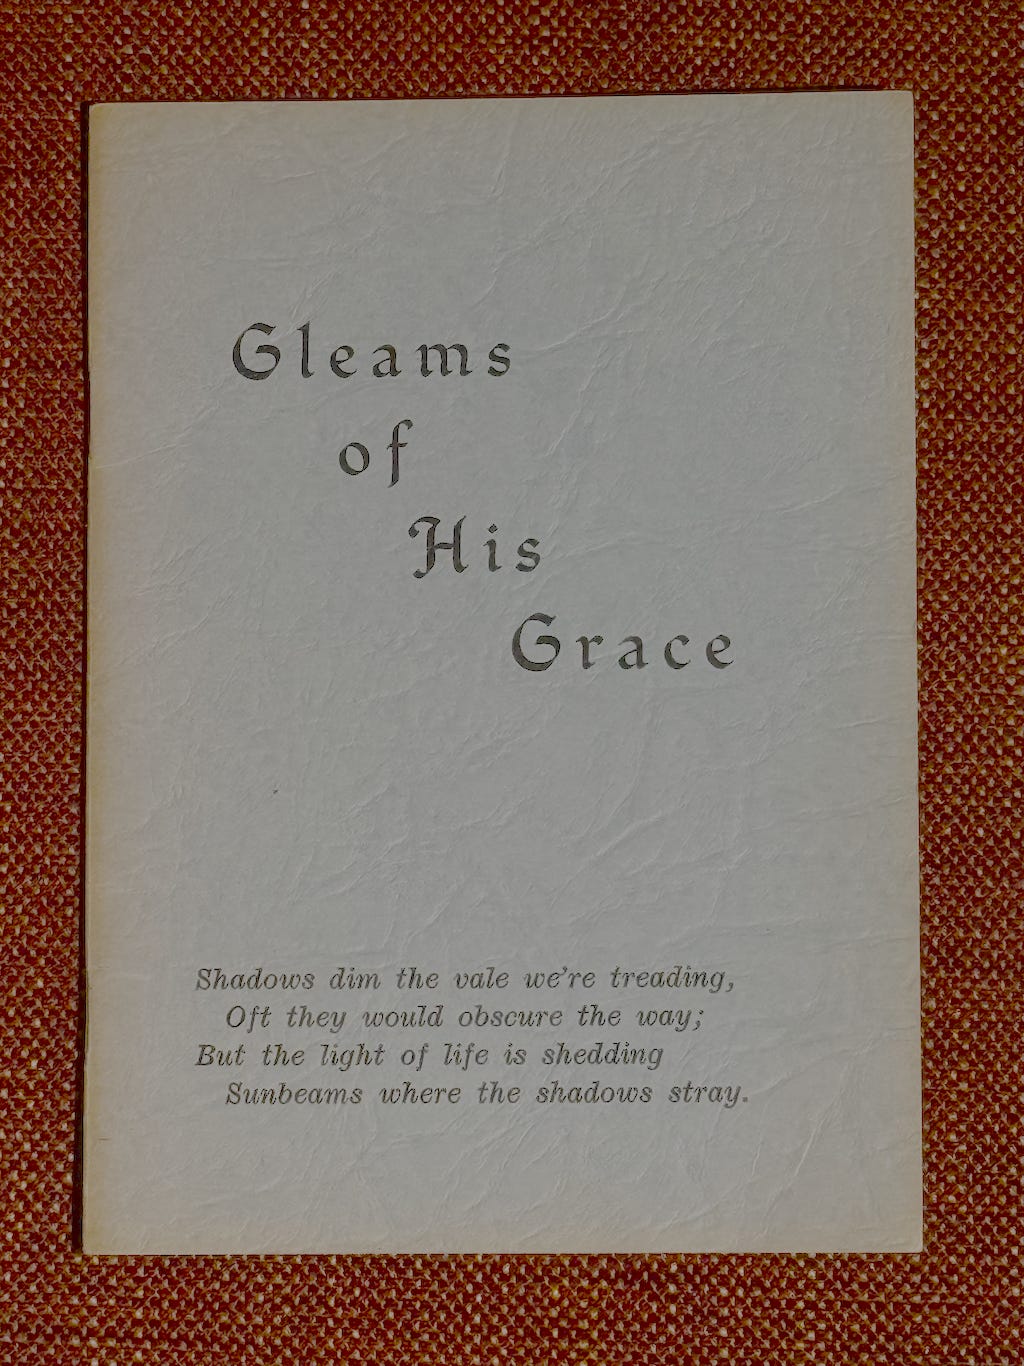 Gleams
of
His
Grace
Shadows dim the vale we're treading,
Oft they would obscure the way;
But the light of life is shedding
Sunbeams where the shadows stray.